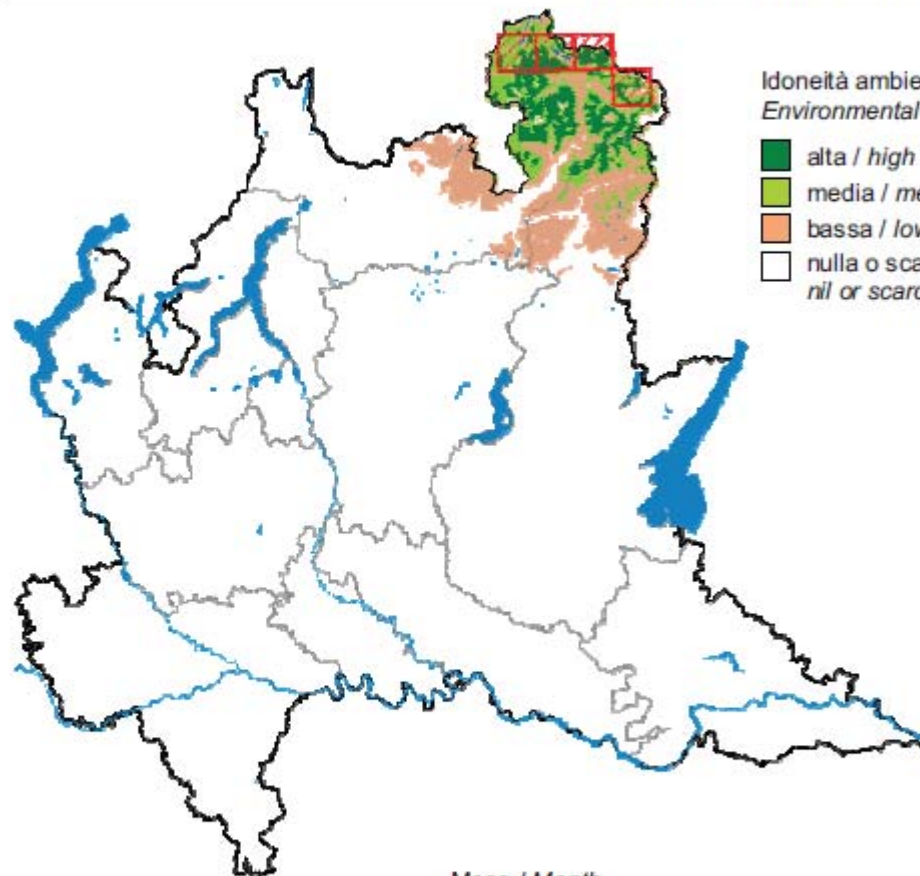 Idoneità ambie
Environmental
alta / high
media / me
bassa / low
nulla o sca
nil or scarc